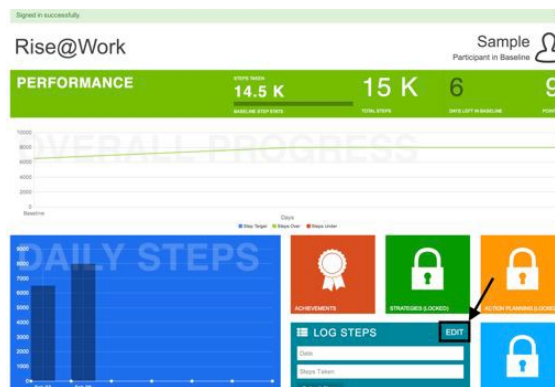 Signed in successfully.
Rise@Work
Sample
Participant in Baseline
PERFORMANCE
STEPS TAKEN
14.5 K
BASELINE STEP STATS
15 K
TOTAL STEPS
6
DAYS LEFT IN BASELINE
9
OVERALL PROGRESS
10000
8000
6000
4000
2000
0
Baseline
Days
Step Target
Steps Over
Steps Under
DAILY STEPS
9000
8000
7000
6000
5000
4000
3000
2000
1000
0
ACHIEVEMENTS
STRATEGIES (LOCKED)
ACTION PLANNING (LOCKED)
LOG STEPS
EDIT
Date
Steps Taken